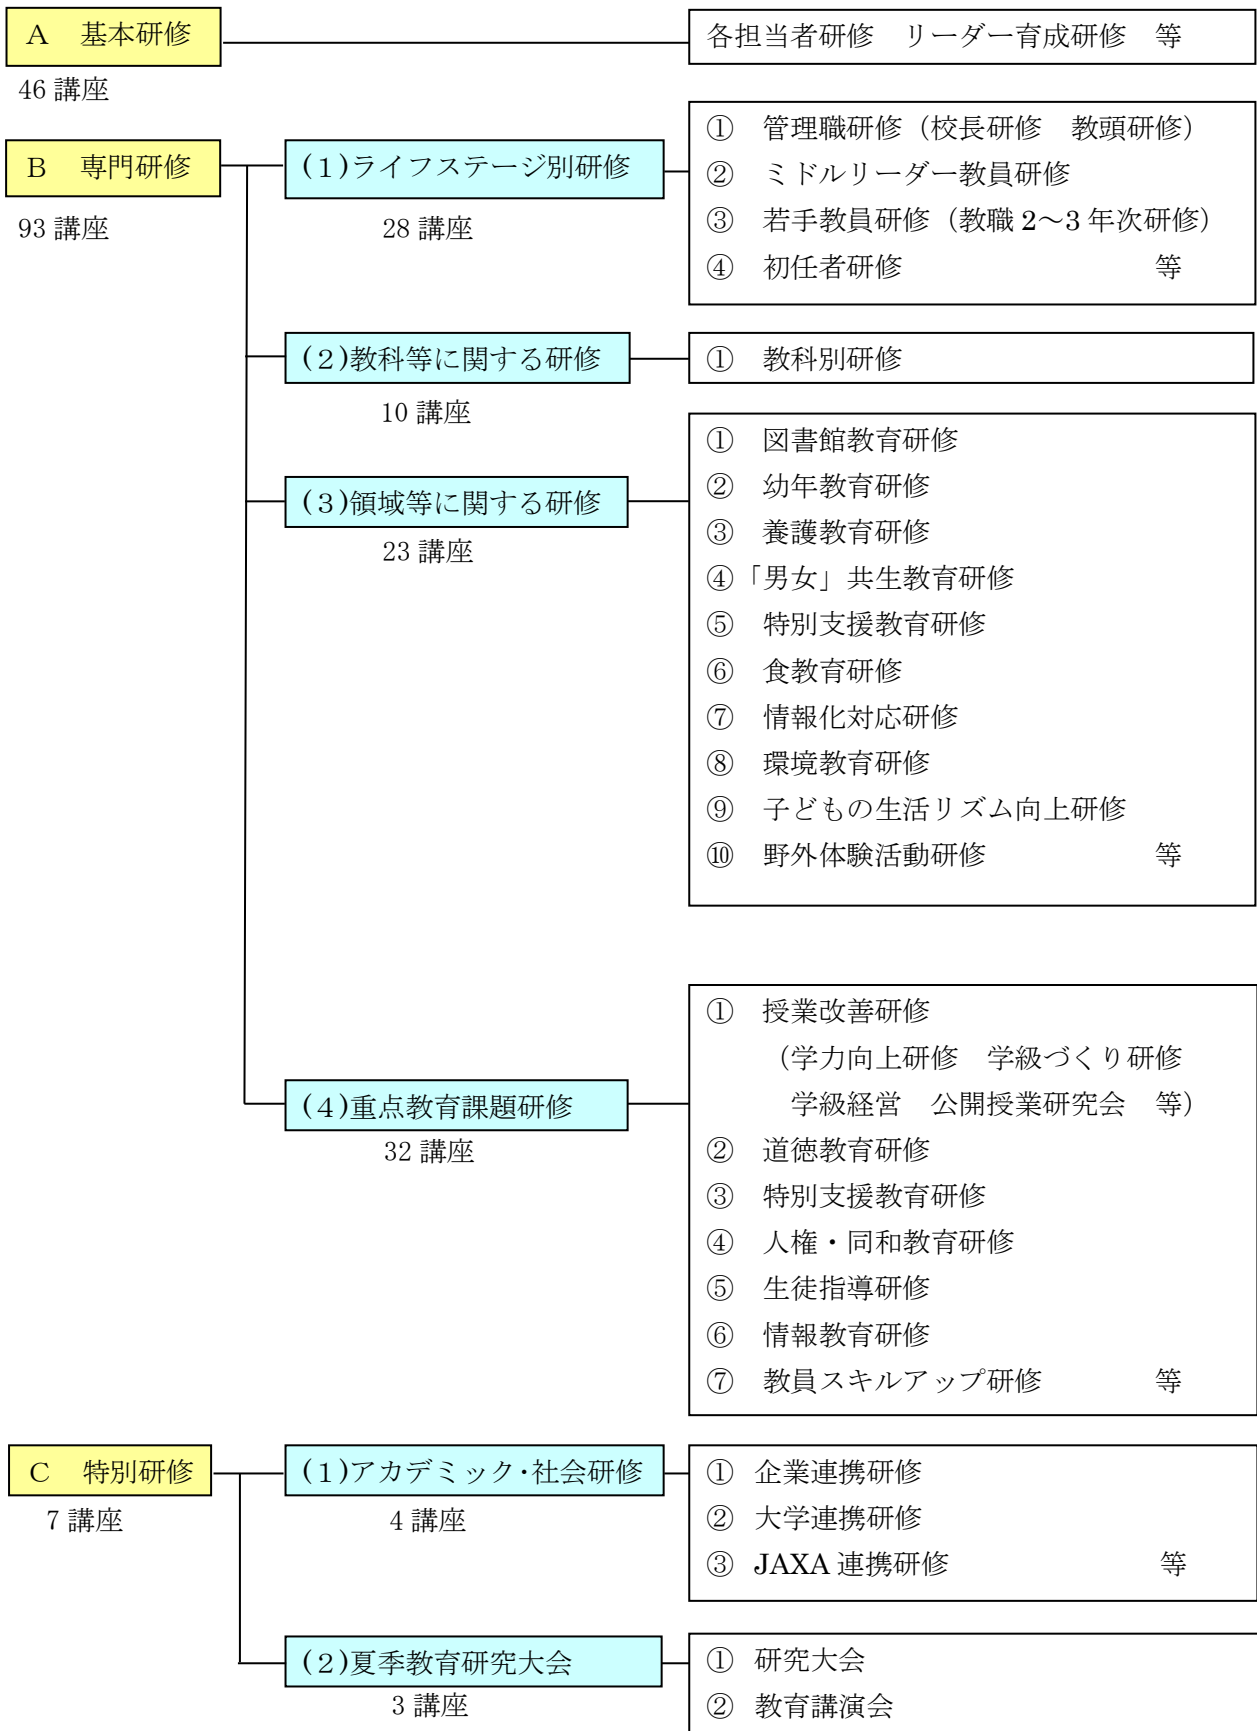 A　基本研修
各担当者研修　リーダー育成研修　等
46 講座
B　専門研修
93 講座
(１)ライフステージ別研修
28 講座
①　管理職研修（校長研修　教頭研修）
②　ミドルリーダー教員研修
③　若手教員研修（教職 2～3 年次研修）
④　初任者研修　　　　　　　　　等
(２)教科等に関する研修
10 講座
①　教科別研修
(３)領域等に関する研修
23 講座
①　図書館教育研修
②　幼年教育研修
③　養護教育研修
④「男女」共生教育研修
⑤　特別支援教育研修
⑥　食教育研修
⑦　情報化対応研修
⑧　環境教育研修
⑨　子どもの生活リズム向上研修
⑩　野外体験活動研修　　　　　　等
(４)重点教育課題研修
32 講座
①　授業改善研修
（学力向上研修　学級づくり研修
学級経営　公開授業研究会　等）
②　道徳教育研修
③　特別支援教育研修
④　人権・同和教育研修
⑤　生徒指導研修
⑥　情報教育研修
⑦　教員スキルアップ研修　　　　等
C　特別研修
7 講座
(１)アカデミック・社会研修
4 講座
①　企業連携研修
②　大学連携研修
③　JAXA 連携研修　　　　　　　等
(２)夏季教育研究大会
3 講座
①　研究大会
②　教育講演会